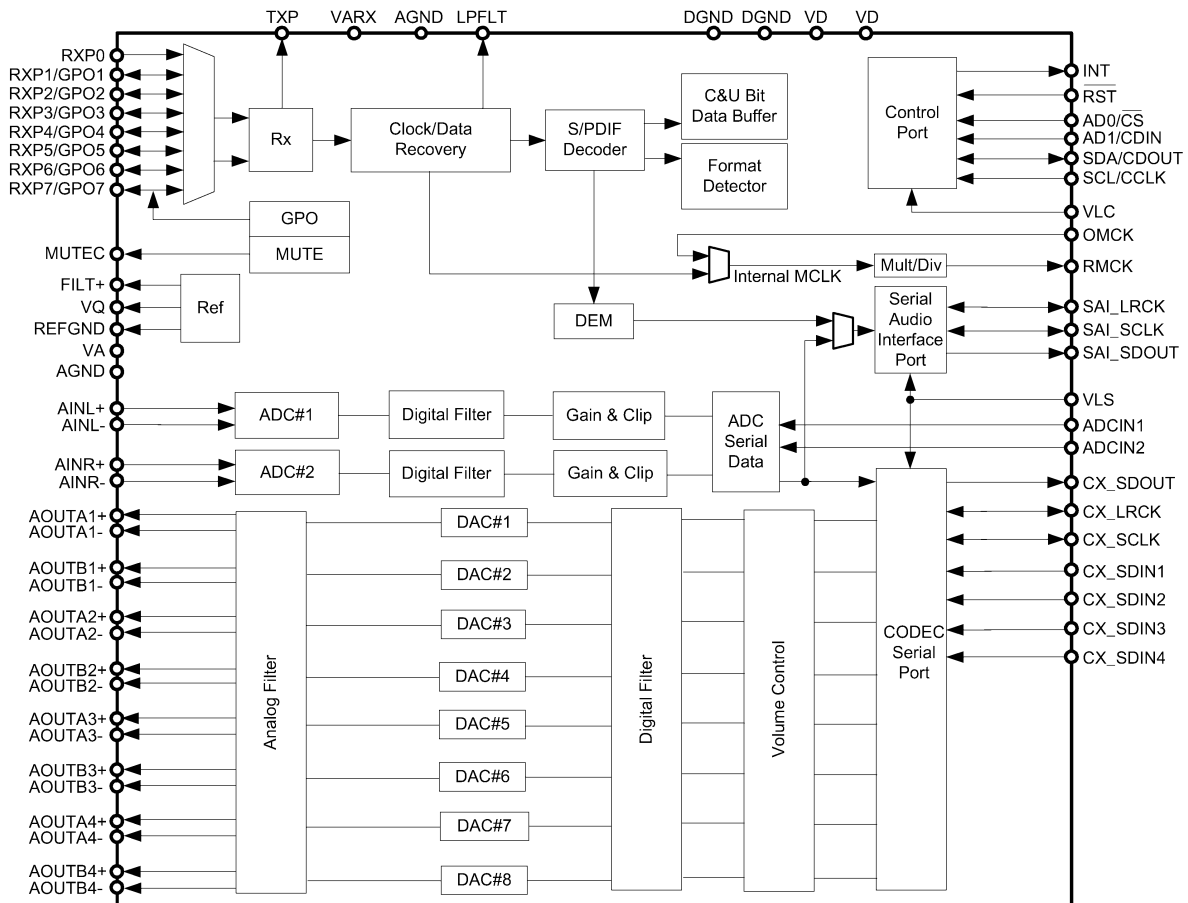 TXP VARX AGND LPFLT DGND DGND VD VD
RXP0
RXP1/GPO1
RXP2/GPO2
RXP3/GPO3
RXP4/GPO4
RXP5/GPO5
RXP6/GPO6
RXP7/GPO7
Rx
Clock/Data
Recovery
S/PDIF
Decoder
C&U Bit
Data Buffer
Format
Detector
Control
Port
INT
RST
AD0/CS
AD1/CDIN
SDA/CDOUT
SCL/CCLK
VLC
OMCK
RMCK
GPO
MUTE
MUTEC
FILT+
VQ
REFGND
VA
AGND
Ref
Internal MCLK
Mult/Div
DEM
Serial
Audio
Interface
Port
SAI_LRCK
SAI_SCLK
SAI_SDOUT
VLS
ADCIN1
ADCIN2
AINL+
AINL-
AINR+
AINR-
ADC#1
Digital Filter
Gain & Clip
ADC#2
Digital Filter
Gain & Clip
ADC
Serial
Data
CX_SDOUT
CX_LRCK
CX_SCLK
CX_SDIN1
CX_SDIN2
CX_SDIN3
CX_SDIN4
AOUTA1+
AOUTA1-
AOUTB1+
AOUTB1-
AOUTA2+
AOUTA2-
AOUTB2+
AOUTB2-
AOUTA3+
AOUTA3-
AOUTB3+
AOUTB3-
AOUTA4+
AOUTA4-
AOUTB4+
AOUTB4-
Analog Filter
DAC#1
DAC#2
DAC#3
DAC#4
DAC#5
DAC#6
DAC#7
DAC#8
Digital Filter
Volume Control
CODEC
Serial
Port